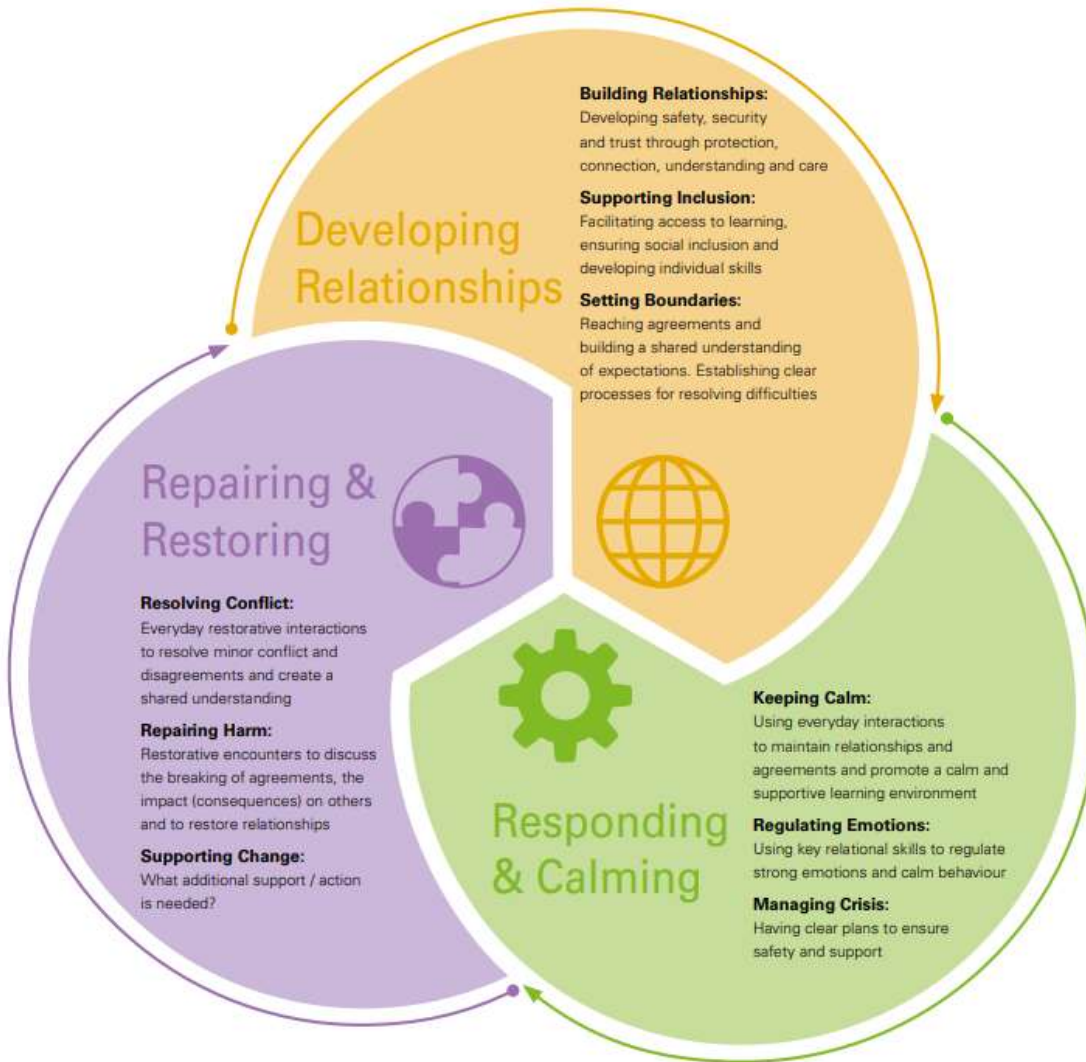 Developing
Relationships
Building Relationships:
Developing safety, security
and trust through protection,
connection, understanding and care
Supporting Inclusion:
Facilitating access to learning,
ensuring social inclusion and
developing individual skills
Setting Boundaries:
Reaching agreements and
building a shared understanding
of expectations. Establishing clear
processes for resolving difficulties
Repairing &
Restoring
Resolving Conflict:
Everyday restorative interactions
to resolve minor conflict and
disagreements and create a
shared understanding
Repairing Harm:
Restorative encounters to discuss
the breaking of agreements, the
impact (consequences) on others
and to restore relationships
Supporting Change:
What additional support / action
is needed?
Responding
& Calming
Keeping Calm:
Using everyday interactions
to maintain relationships and
agreements and promote a calm and
supportive learning environment
Regulating Emotions:
Using key relational skills to regulate
strong emotions and calm behaviour
Managing Crisis:
Having clear plans to ensure
safety and support